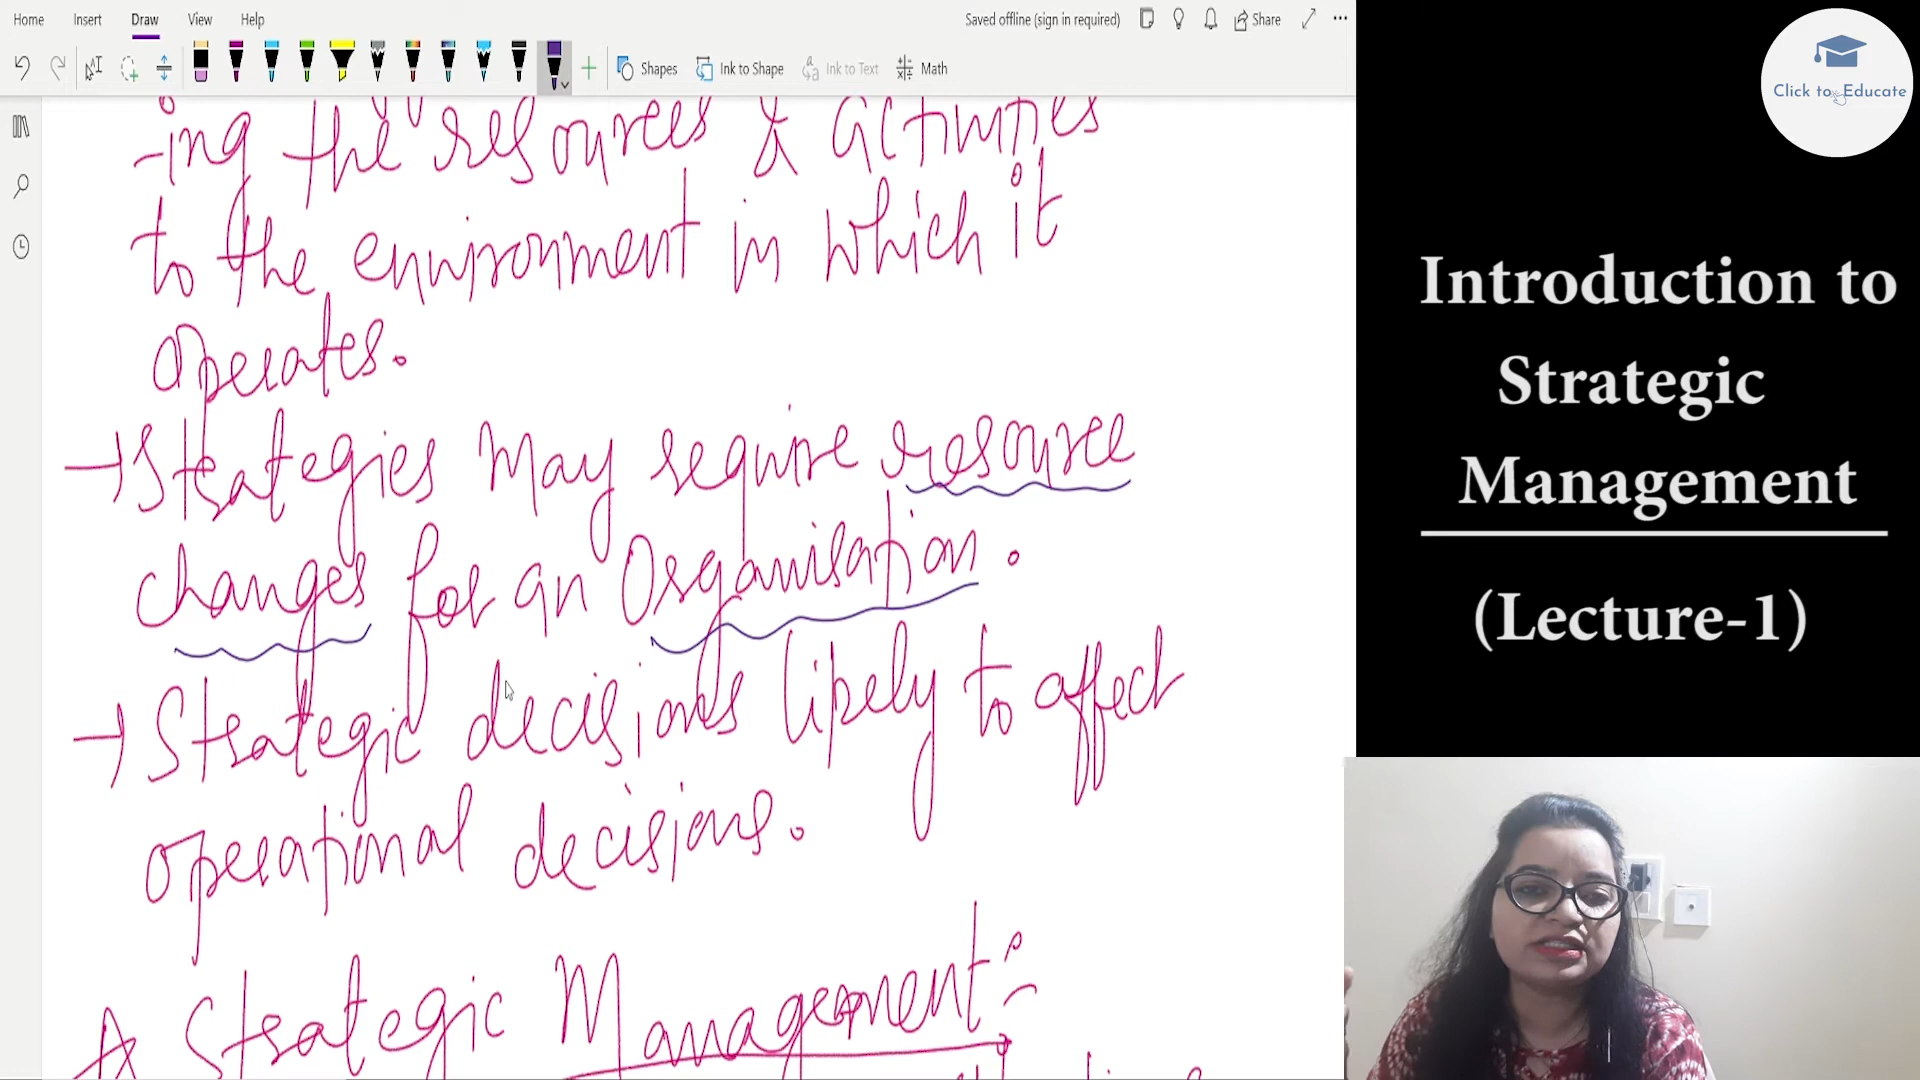 Home Insert Draw View Help Saved offline (sign in required) Share
Shapes Ink to Shape Ink to Text Math
-ing the resources & activities
to the environment in which it
operates.
→ Strategies may require resource
changes for an Organisation.
→ Strategic decisions likely to affect
operational decisions.
Strategic Management:-
Click to Educate
Introduction to
Strategic
Management
(Lecture-1)